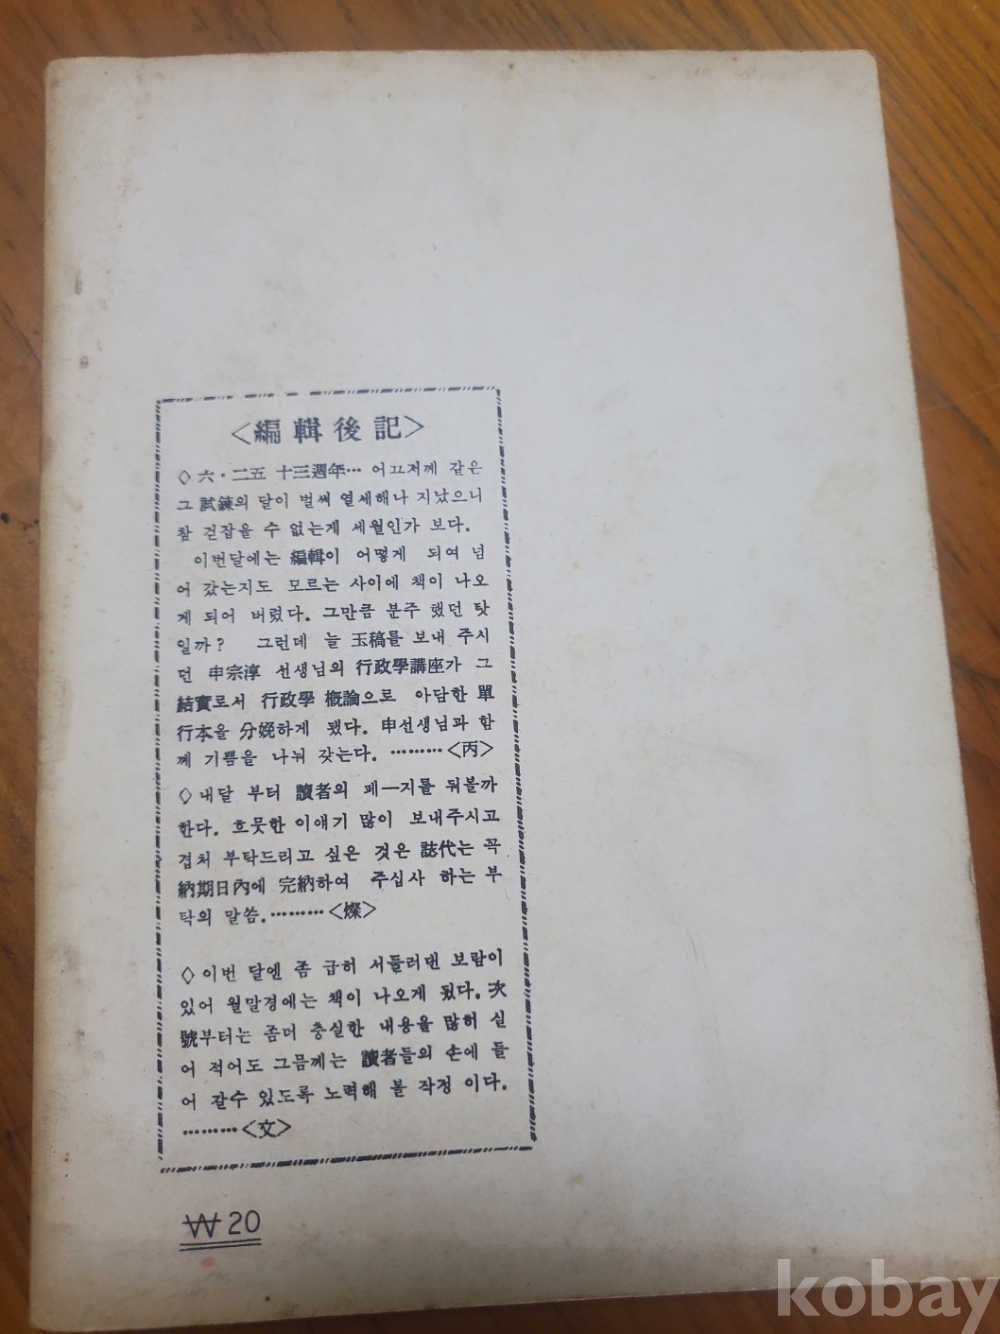 <編輯後記>
◇六・二五 十三週年… 어끄저께 같은
그 試鍊의 달이 벌써 열세해나 지났으니
참 걷잡을 수 없는게 세월인가 보다.
이번달에는 編輯이 어떻게 되여 넘
어 갔는지도 모르는 사이에 책이 나오
게 되어 버렸다. 그만큼 분주 했던 탓
일까? 그런데 늘 玉稿를 보내 주시
던 申宗淳 선생님의 行政學講座가 그
結實로서 行政學 槪論으로 아담한 單
行本을 分娩하게 됐다. 申선생님과 함
께 기쁨을 나눠 갖는다. ………<丙>
◇내달 부터 讀者의 페一지를 둬볼까
한다. 흐뭇한 이얘기 많이 보내주시고
겹쳐 부탁드리고 싶은 것은 誌代는 꼭
納期日內에 完納하여 주십사 하는 부
탁의 말씀.………<燦>
◇이번 달엔 좀 급히 서둘러댄 보람이
있어 월말경에는 책이 나오게 됬다. 次
號부터는 좀더 충실한 내용을 많허 실
어 적어도 그믐께는 讀者들의 손에 들
어 갈수 있도록 노력해 볼 작정 이다.
………<文>
₩20
kobay